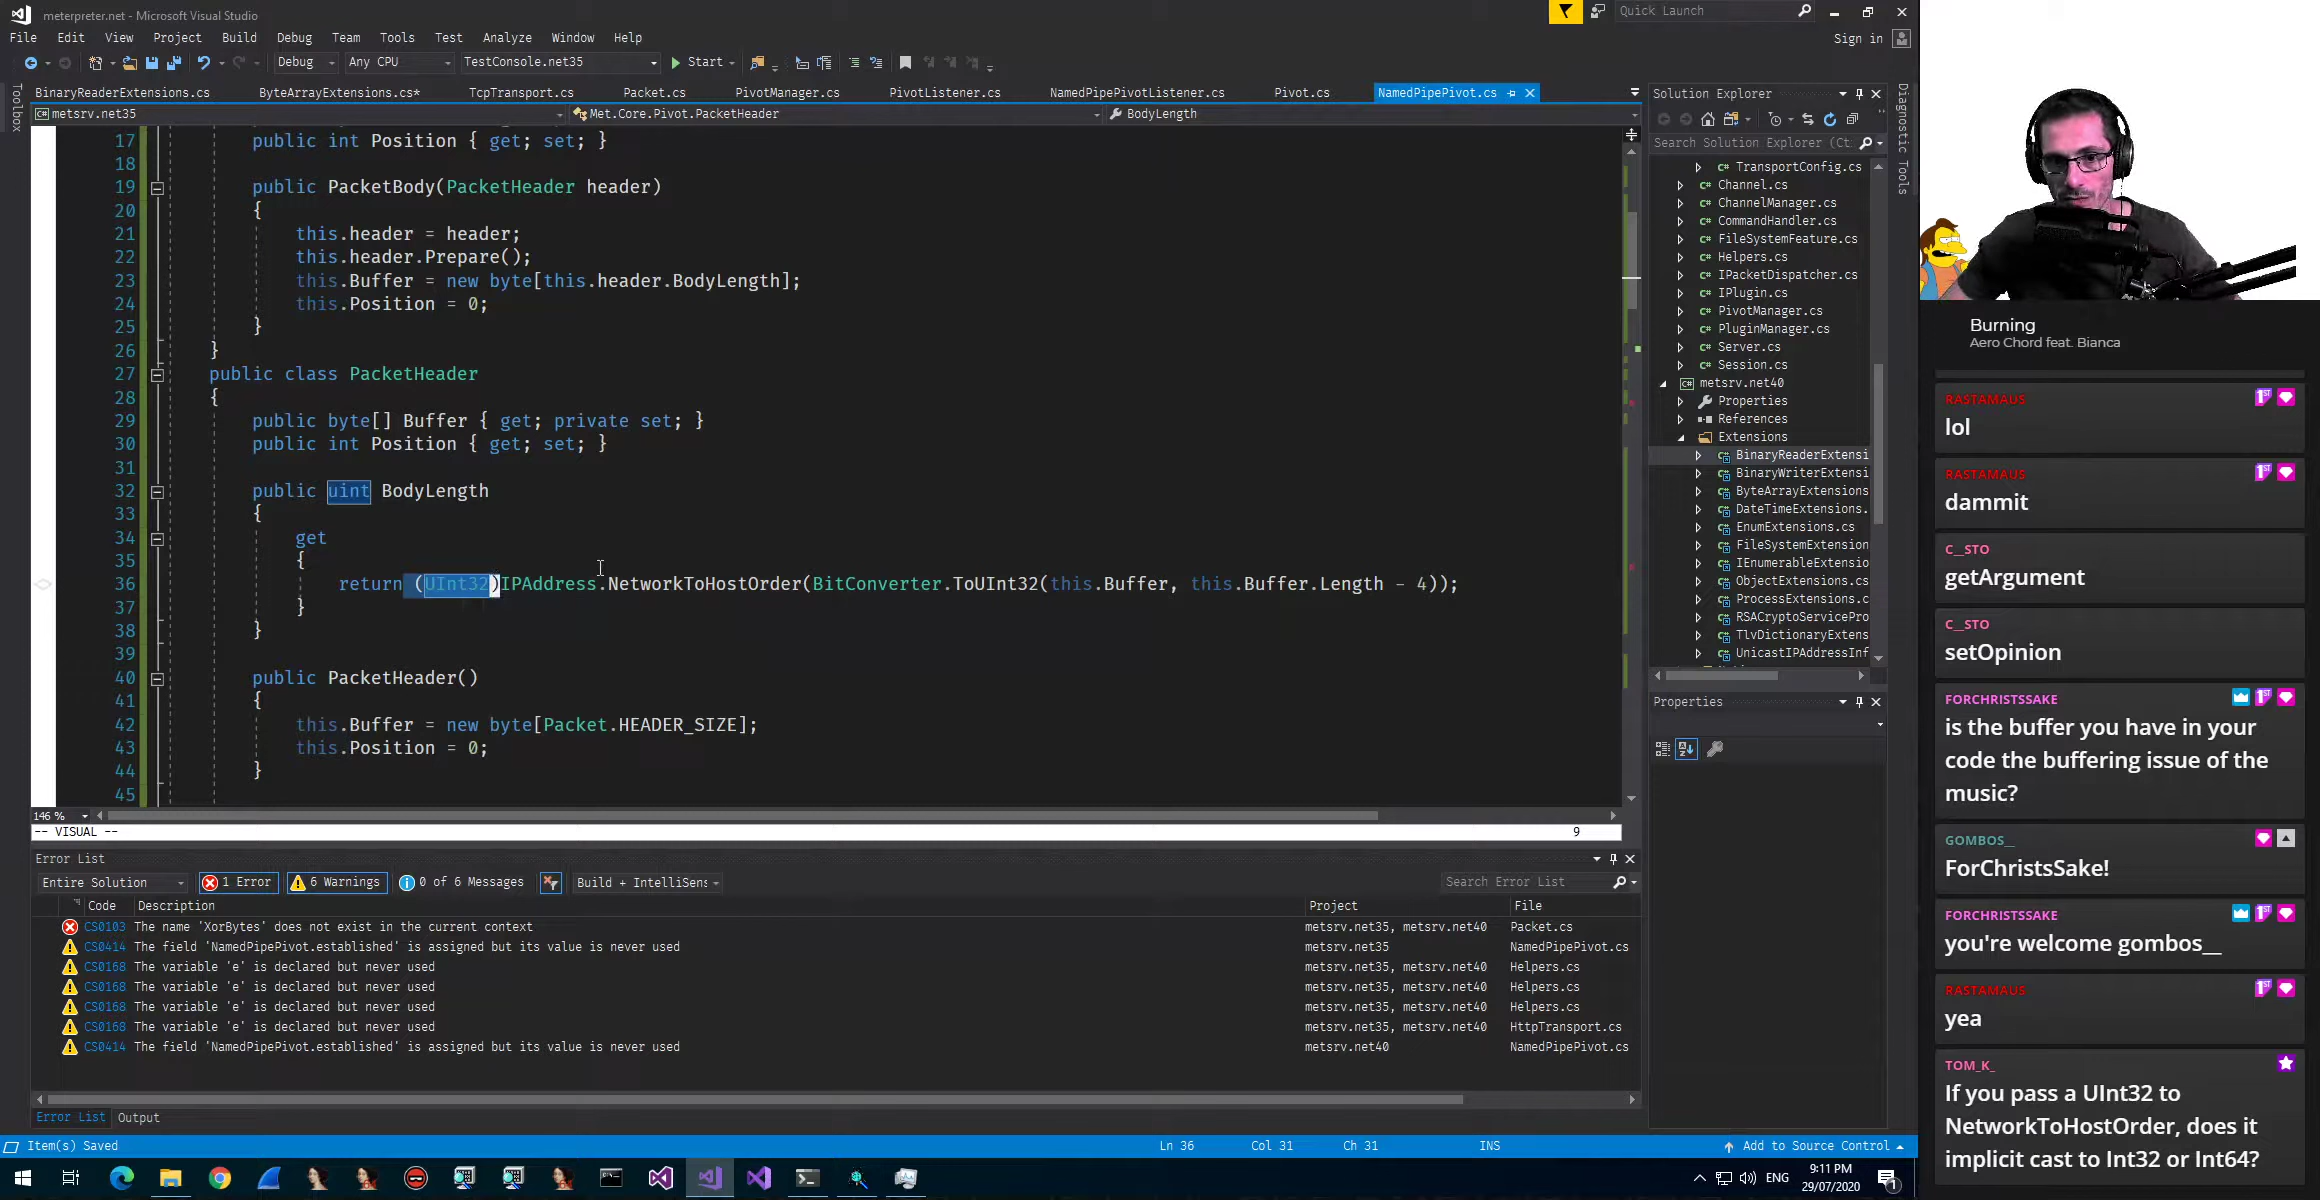 meterpreter.net - Microsoft Visual Studio
Quick Launch
File Edit View Project Build Debug Team Tools Test Analyze Window Help
Sign in
Debug Any CPU TestConsole.net35 Start
Toolbox
BinaryReaderExtensions.cs ByteArrayExtensions.cs* TcpTransport.cs Packet.cs PivotManager.cs PivotListener.cs NamedPipePivotListener.cs Pivot.cs NamedPipePivot.cs
metsrv.net35 Met.Core.Pivot.PacketHeader BodyLength
17 public int Position { get; set; }
18
19 public PacketBody(PacketHeader header)
20 {
21 this.header = header;
22 this.header.Prepare();
23 this.Buffer = new byte[this.header.BodyLength];
24 this.Position = 0;
25 }
26 }
27 public class PacketHeader
28 {
29 public byte[] Buffer { get; private set; }
30 public int Position { get; set; }
31
32 public uint BodyLength
33 {
34 get
35 {
36 return (UInt32)IPAddress.NetworkToHostOrder(BitConverter.ToUInt32(this.Buffer, this.Buffer.Length - 4));
37 }
38 }
39
40 public PacketHeader()
41 {
42 this.Buffer = new byte[Packet.HEADER_SIZE];
43 this.Position = 0;
44 }
45
146 %
-- VISUAL -- 9
Error List
Entire Solution 1 Error 6 Warnings 0 of 6 Messages Build + IntelliSens Search Error List
Code Description Project File
CS0103 The name 'XorBytes' does not exist in the current context metsrv.net35, metsrv.net40 Packet.cs
CS0414 The field 'NamedPipePivot.established' is assigned but its value is never used metsrv.net35 NamedPipePivot.cs
CS0168 The variable 'e' is declared but never used metsrv.net35, metsrv.net40 Helpers.cs
CS0168 The variable 'e' is declared but never used metsrv.net35, metsrv.net40 Helpers.cs
CS0168 The variable 'e' is declared but never used metsrv.net35, metsrv.net40 Helpers.cs
CS0168 The variable 'e' is declared but never used metsrv.net35, metsrv.net40 HttpTransport.cs
CS0414 The field 'NamedPipePivot.established' is assigned but its value is never used metsrv.net40 NamedPipePivot.cs
Error List Output
Item(s) Saved Ln 36 Col 31 Ch 31 INS Add to Source Control
Solution Explorer
Search Solution Explorer (Ct
C# TransportConfig.cs
C# Channel.cs
C# ChannelManager.cs
C# CommandHandler.cs
C# FileSystemFeature.cs
C# Helpers.cs
C# IPacketDispatcher.cs
C# IPlugin.cs
C# PivotManager.cs
C# PluginManager.cs
C# Server.cs
C# Session.cs
metsrv.net40
Properties
References
Extensions
BinaryReaderExtensi
BinaryWriterExtensi
ByteArrayExtensions
DateTimeExtensions.
EnumExtensions.cs
FileSystemExtension
IEnumerableExtension
ObjectExtensions.cs
ProcessExtensions.c
RSACryptoServicePro
TlvDictionaryExtens
UnicastIPAddressInf
Properties
Diagnostic Tools
Burning
Aero Chord feat. Bianca
RASTAMAUS
lol
RASTAMAUS
dammit
C__STO
getArgument
C__STO
setOpinion
FORCHRISTSSAKE
is the buffer you have in your
code the buffering issue of the
music?
GOMBOS__
ForChristsSake!
FORCHRISTSSAKE
you're welcome gombos__
RASTAMAUS
yea
TOM_K_
If you pass a UInt32 to
NetworkToHostOrder, does it
implicit cast to Int32 or Int64?
ENG
9:11 PM
29/07/2020